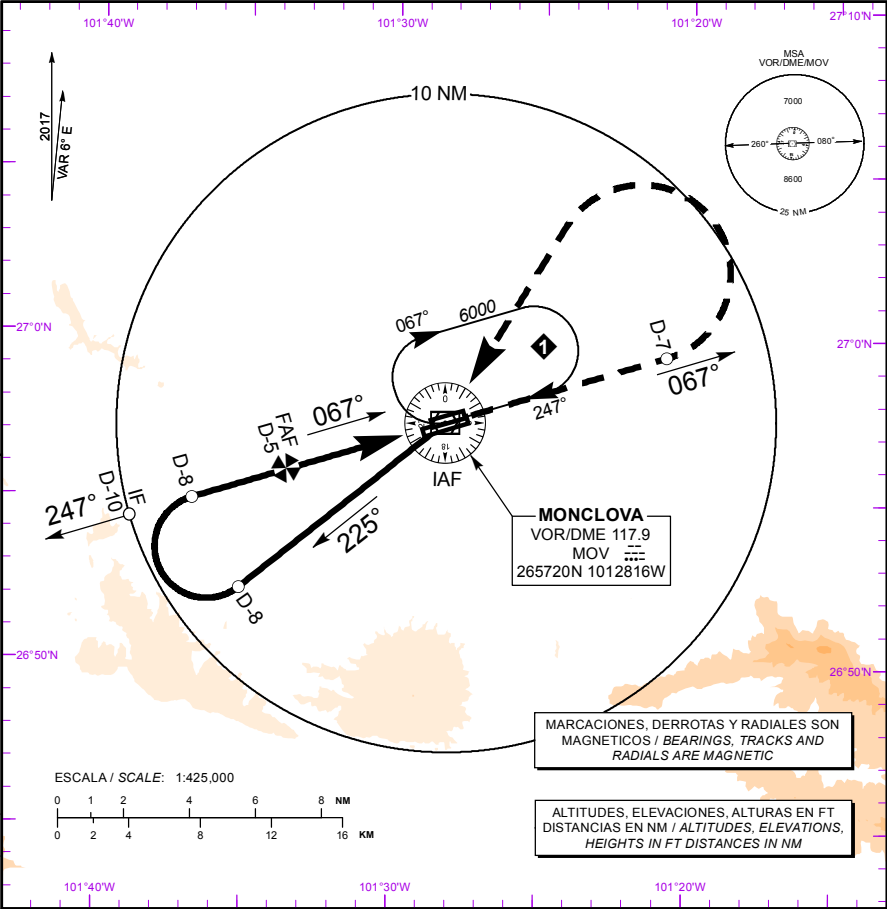 101°40'W
101°30'W
101°20'W
27°10'N
MSA
VOR/DME/MOV
7000
260°
080°
8600
25 NM
2017
VAR 6° E
10 NM
27°0'N
27°0'N
067°
6000
1
D-7
067°
247°
067°
FAF
D-5
D-8
IF
D-10
247°
0
18
IAF
225°
D-8
MONCLOVA
VOR/DME 117.9
MOV
265720N 1012816W
26°50'N
26°50'N
MARCACIONES, DERROTAS Y RADIALES SON
MAGNETICOS / BEARINGS, TRACKS AND
RADIALS ARE MAGNETIC
ESCALA / SCALE: 1:425,000
0 1 2 4 6 8 NM
0 2 4 8 12 16 KM
ALTITUDES, ELEVACIONES, ALTURAS EN FT
DISTANCIAS EN NM / ALTITUDES, ELEVATIONS,
HEIGHTS IN FT DISTANCES IN NM
101°40'W
101°30'W
101°20'W